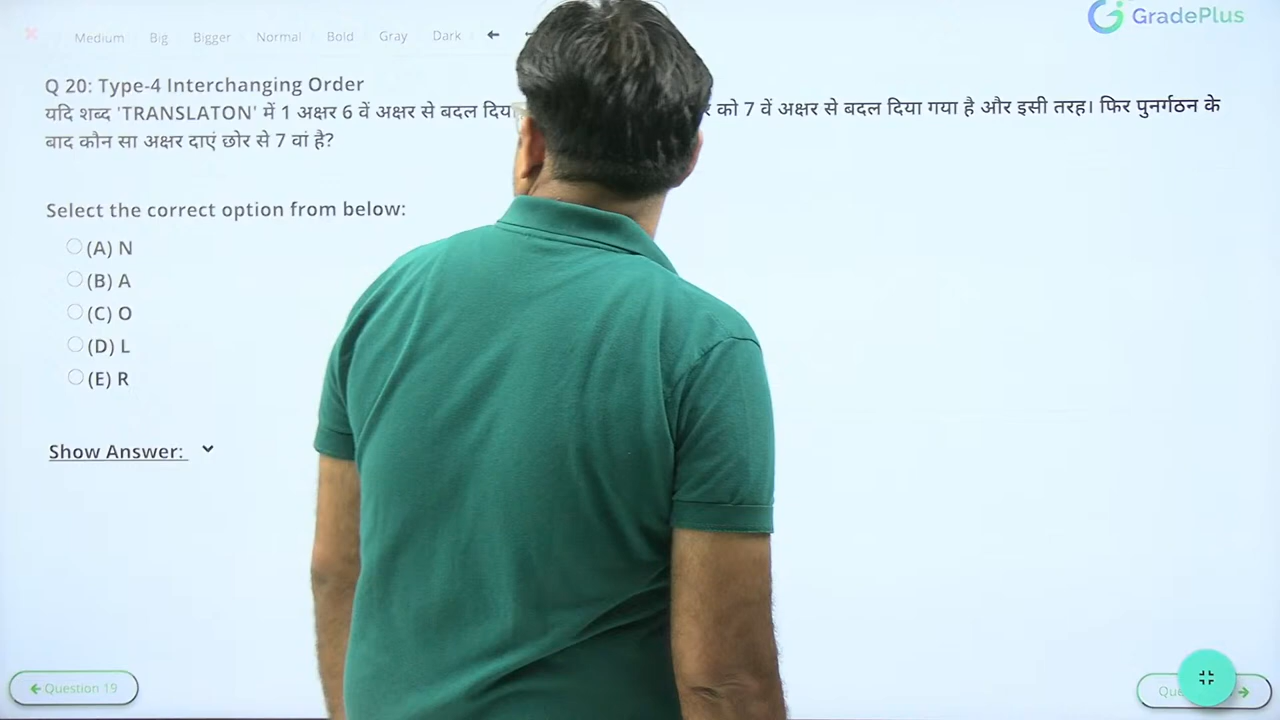 GradePlus
Medium Big Bigger Normal Bold Gray Dark
Q 20: Type-4 Interchanging Order
यदि शब्द 'TRANSLATON' में 1 अक्षर 6 वें अक्षर से बदल को 7 वें अक्षर से बदल दिया गया है और इसी तरह। फिर पुनर्गठन के
बाद कौन सा अक्षर दाएं छोर से 7 वां है?
Select the correct option from below:
(A) N
(B) A
(C) O
(D) L
(E) R
Show Answer:
Question 19